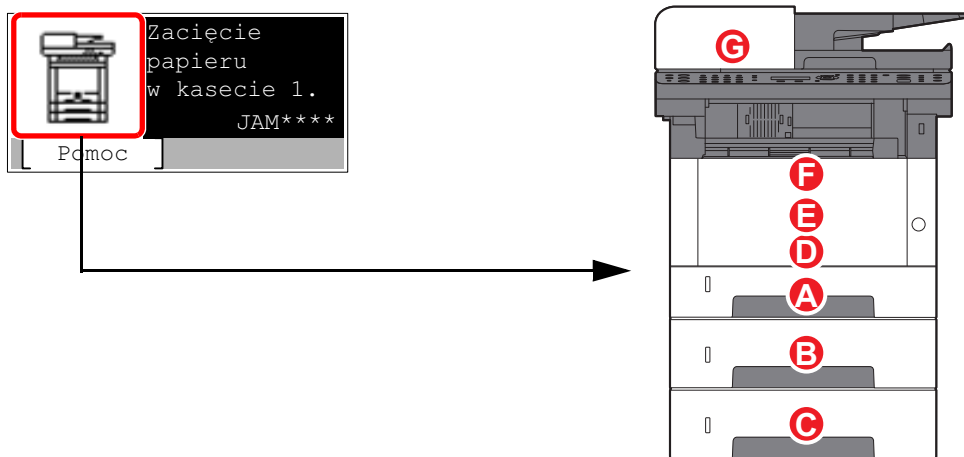 Zacięcie
papieru
w kasecie 1.
JAM****
Pomoc
G
F
E
D
A
B
C